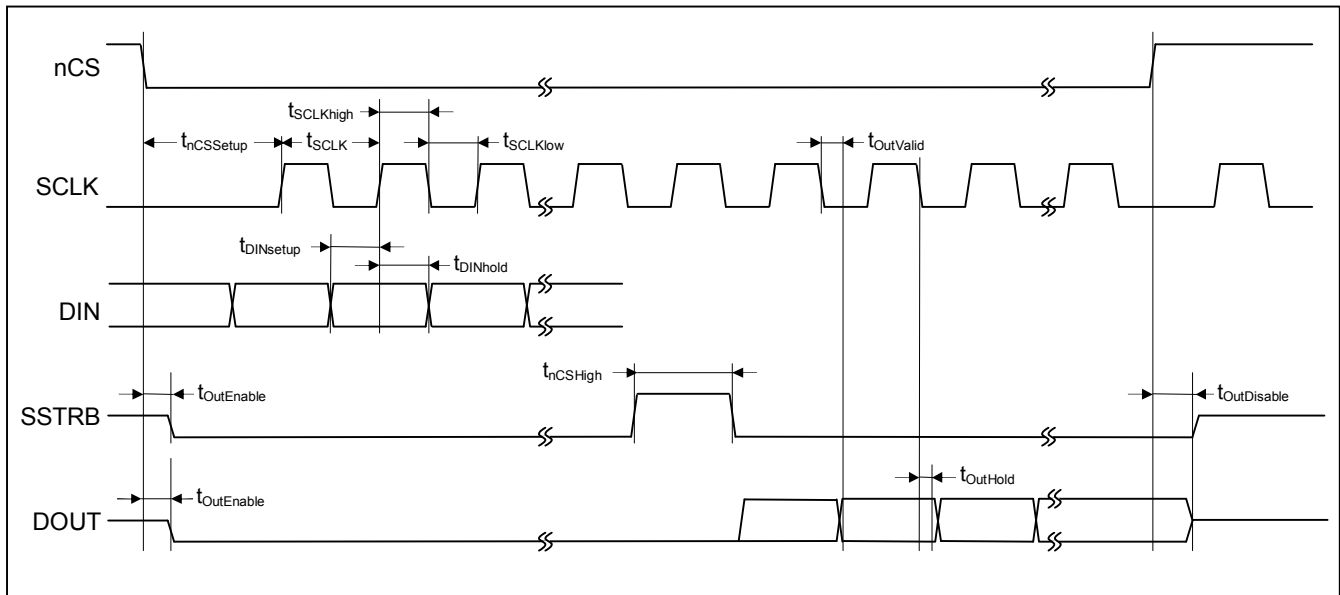 nCS
tSCLKhigh
tnCSSetup
tSCLK
tSCLKlow
tOutValid
SCLK
tDINsetup
tDINhold
DIN
tnCSHigh
tOutEnable
tOutDisable
SSTRB
tOutEnable
tOutHold
DOUT